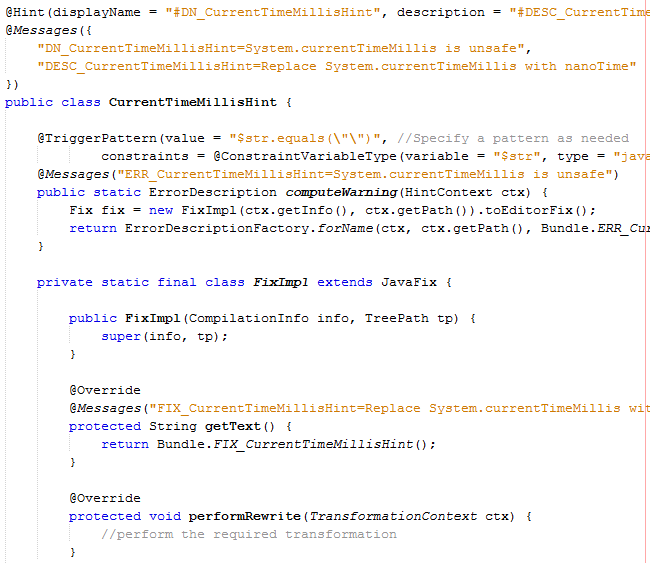 @Hint(displayName = "#DN_CurrentTimeMillisHint", description = "#DESC_CurrentTime
@Messages({
    "DN_CurrentTimeMillisHint=System.currentTimeMillis is unsafe",
    "DESC_CurrentTimeMillisHint=Replace System.currentTimeMillis with nanoTime"
})
public class CurrentTimeMillisHint {

    @TriggerPattern(value = "$str.equals(\"\")", //Specify a pattern as needed
            constraints = @ConstraintVariableType(variable = "$str", type = "java
    @Messages("ERR_CurrentTimeMillisHint=System.currentTimeMillis is unsafe")
    public static ErrorDescription computeWarning(HintContext ctx) {
        Fix fix = new FixImpl(ctx.getInfo(), ctx.getPath()).toEditorFix();
        return ErrorDescriptionFactory.forName(ctx, ctx.getPath(), Bundle.ERR_Cur
    }

    private static final class FixImpl extends JavaFix {

        public FixImpl(CompilationInfo info, TreePath tp) {
            super(info, tp);
        }

        @Override
        @Messages("FIX_CurrentTimeMillisHint=Replace System.currentTimeMillis wit
        protected String getText() {
            return Bundle.FIX_CurrentTimeMillisHint();
        }

        @Override
        protected void performRewrite(TransformationContext ctx) {
            //perform the required transformation
        }